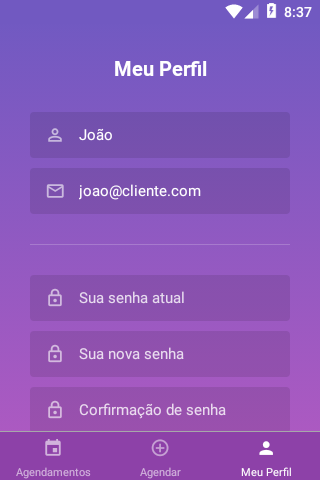 8:37
Meu Perfil
João
joao@cliente.com
Sua senha atual
Sua nova senha
Confirmação de senha
Agendamentos
Agendar
Meu Perfil